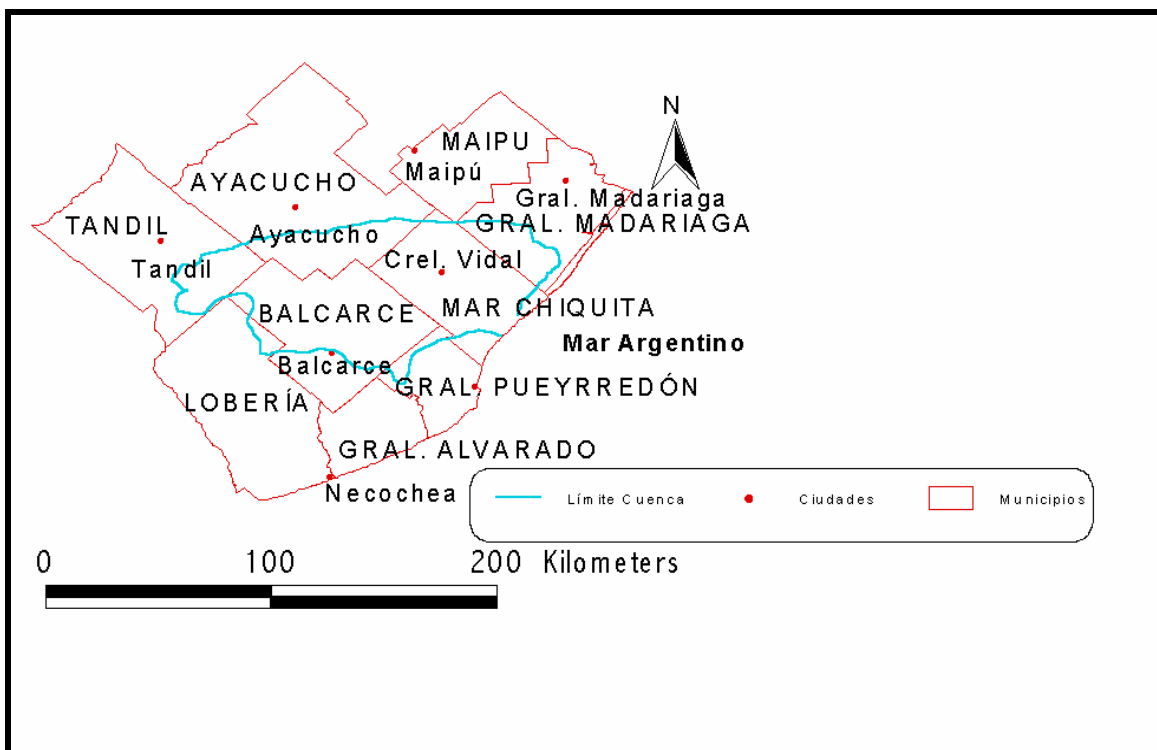 N
MAIPU
Maipú
AYACUCHO
Gral. Madariaga
TANDIL
GRAL. MADARIAGA
Ayacucho
Crel. Vidal
Tandil
BALCARCE
MAR CHIQUITA
Mar Argentino
Balcarce
GRAL. PUEYRREDÓN
LOBERÍA
GRAL. ALVARADO
Necochea
Límite Cuenca
Ciudades
Municipios
0 100 200 Kilometers